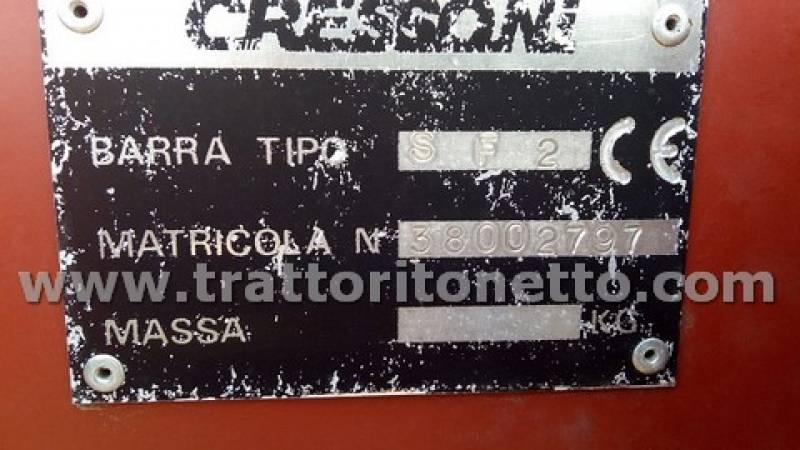 CRESSONI
BARRA TIPO S F 2 CE
MATRICOLA N 38002797
www.trattoritonetto.com
MASSA KG